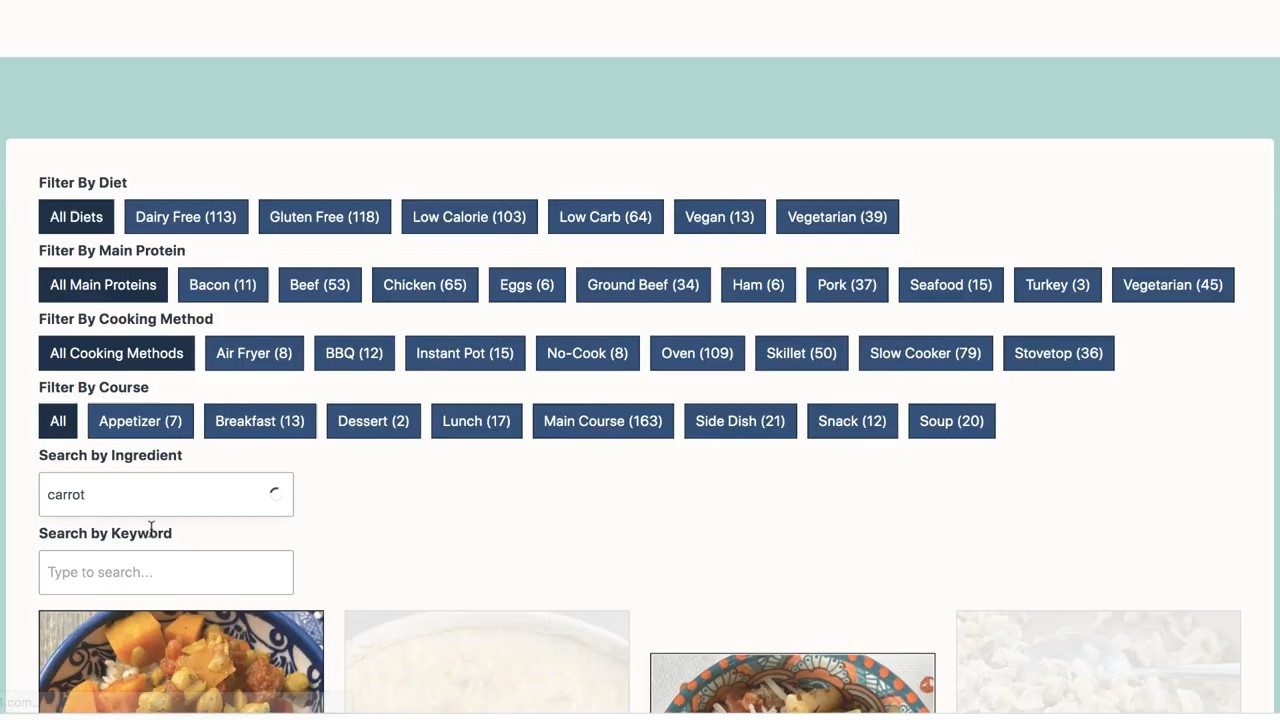 Filter By Diet
All Diets Dairy Free (113) Gluten Free (118) Low Calorie (103) Low Carb (64) Vegan (13) Vegetarian (39)
Filter By Main Protein
All Main Proteins Bacon (11) Beef (53) Chicken (65) Eggs (6) Ground Beef (34) Ham (6) Pork (37) Seafood (15) Turkey (3) Vegetarian (45)
Filter By Cooking Method
All Cooking Methods Air Fryer (8) BBQ (12) Instant Pot (15) No-Cook (8) Oven (109) Skillet (50) Slow Cooker (79) Stovetop (36)
Filter By Course
All Appetizer (7) Breakfast (13) Dessert (2) Lunch (17) Main Course (163) Side Dish (21) Snack (12) Soup (20)
Search by Ingredient
carrot
Search by Keyword
Type to search...